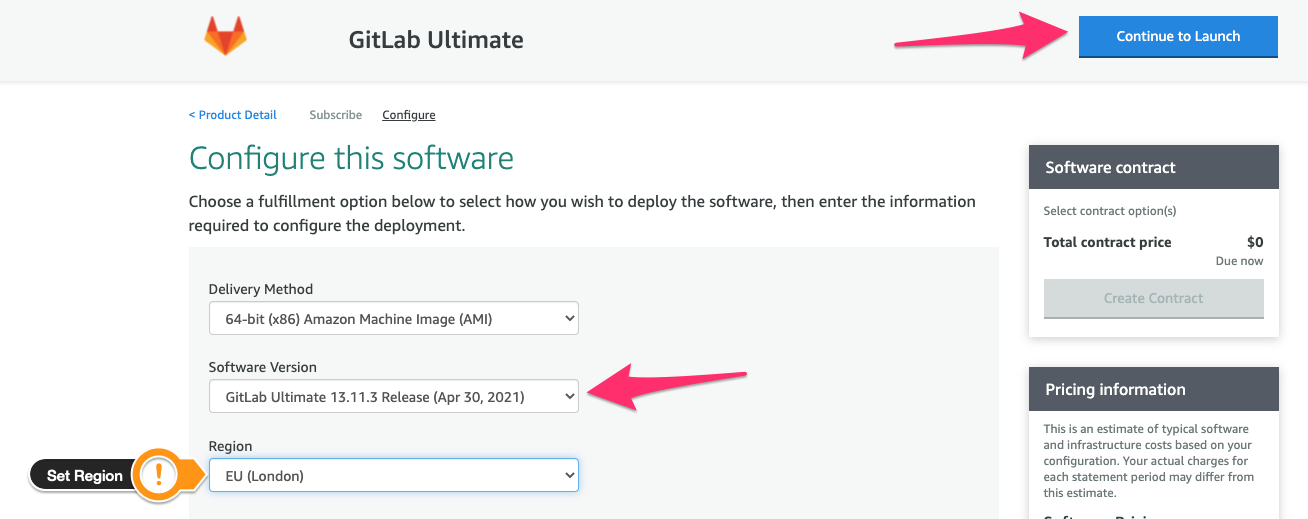 GitLab Ultimate
Continue to Launch
< Product Detail
Subscribe
Configure
Configure this software
Choose a fulfillment option below to select how you wish to deploy the software, then enter the information
required to configure the deployment.
Delivery Method
64-bit (x86) Amazon Machine Image (AMI)
Software Version
GitLab Ultimate 13.11.3 Release (Apr 30, 2021)
Region
Set Region
!
EU (London)
Software contract
Select contract option(s)
Total contract price $0
Due now
Create Contract
Pricing information
This is an estimate of typical software
and infrastructure costs based on your
configuration. Your actual charges for
each statement period may differ from
this estimate.